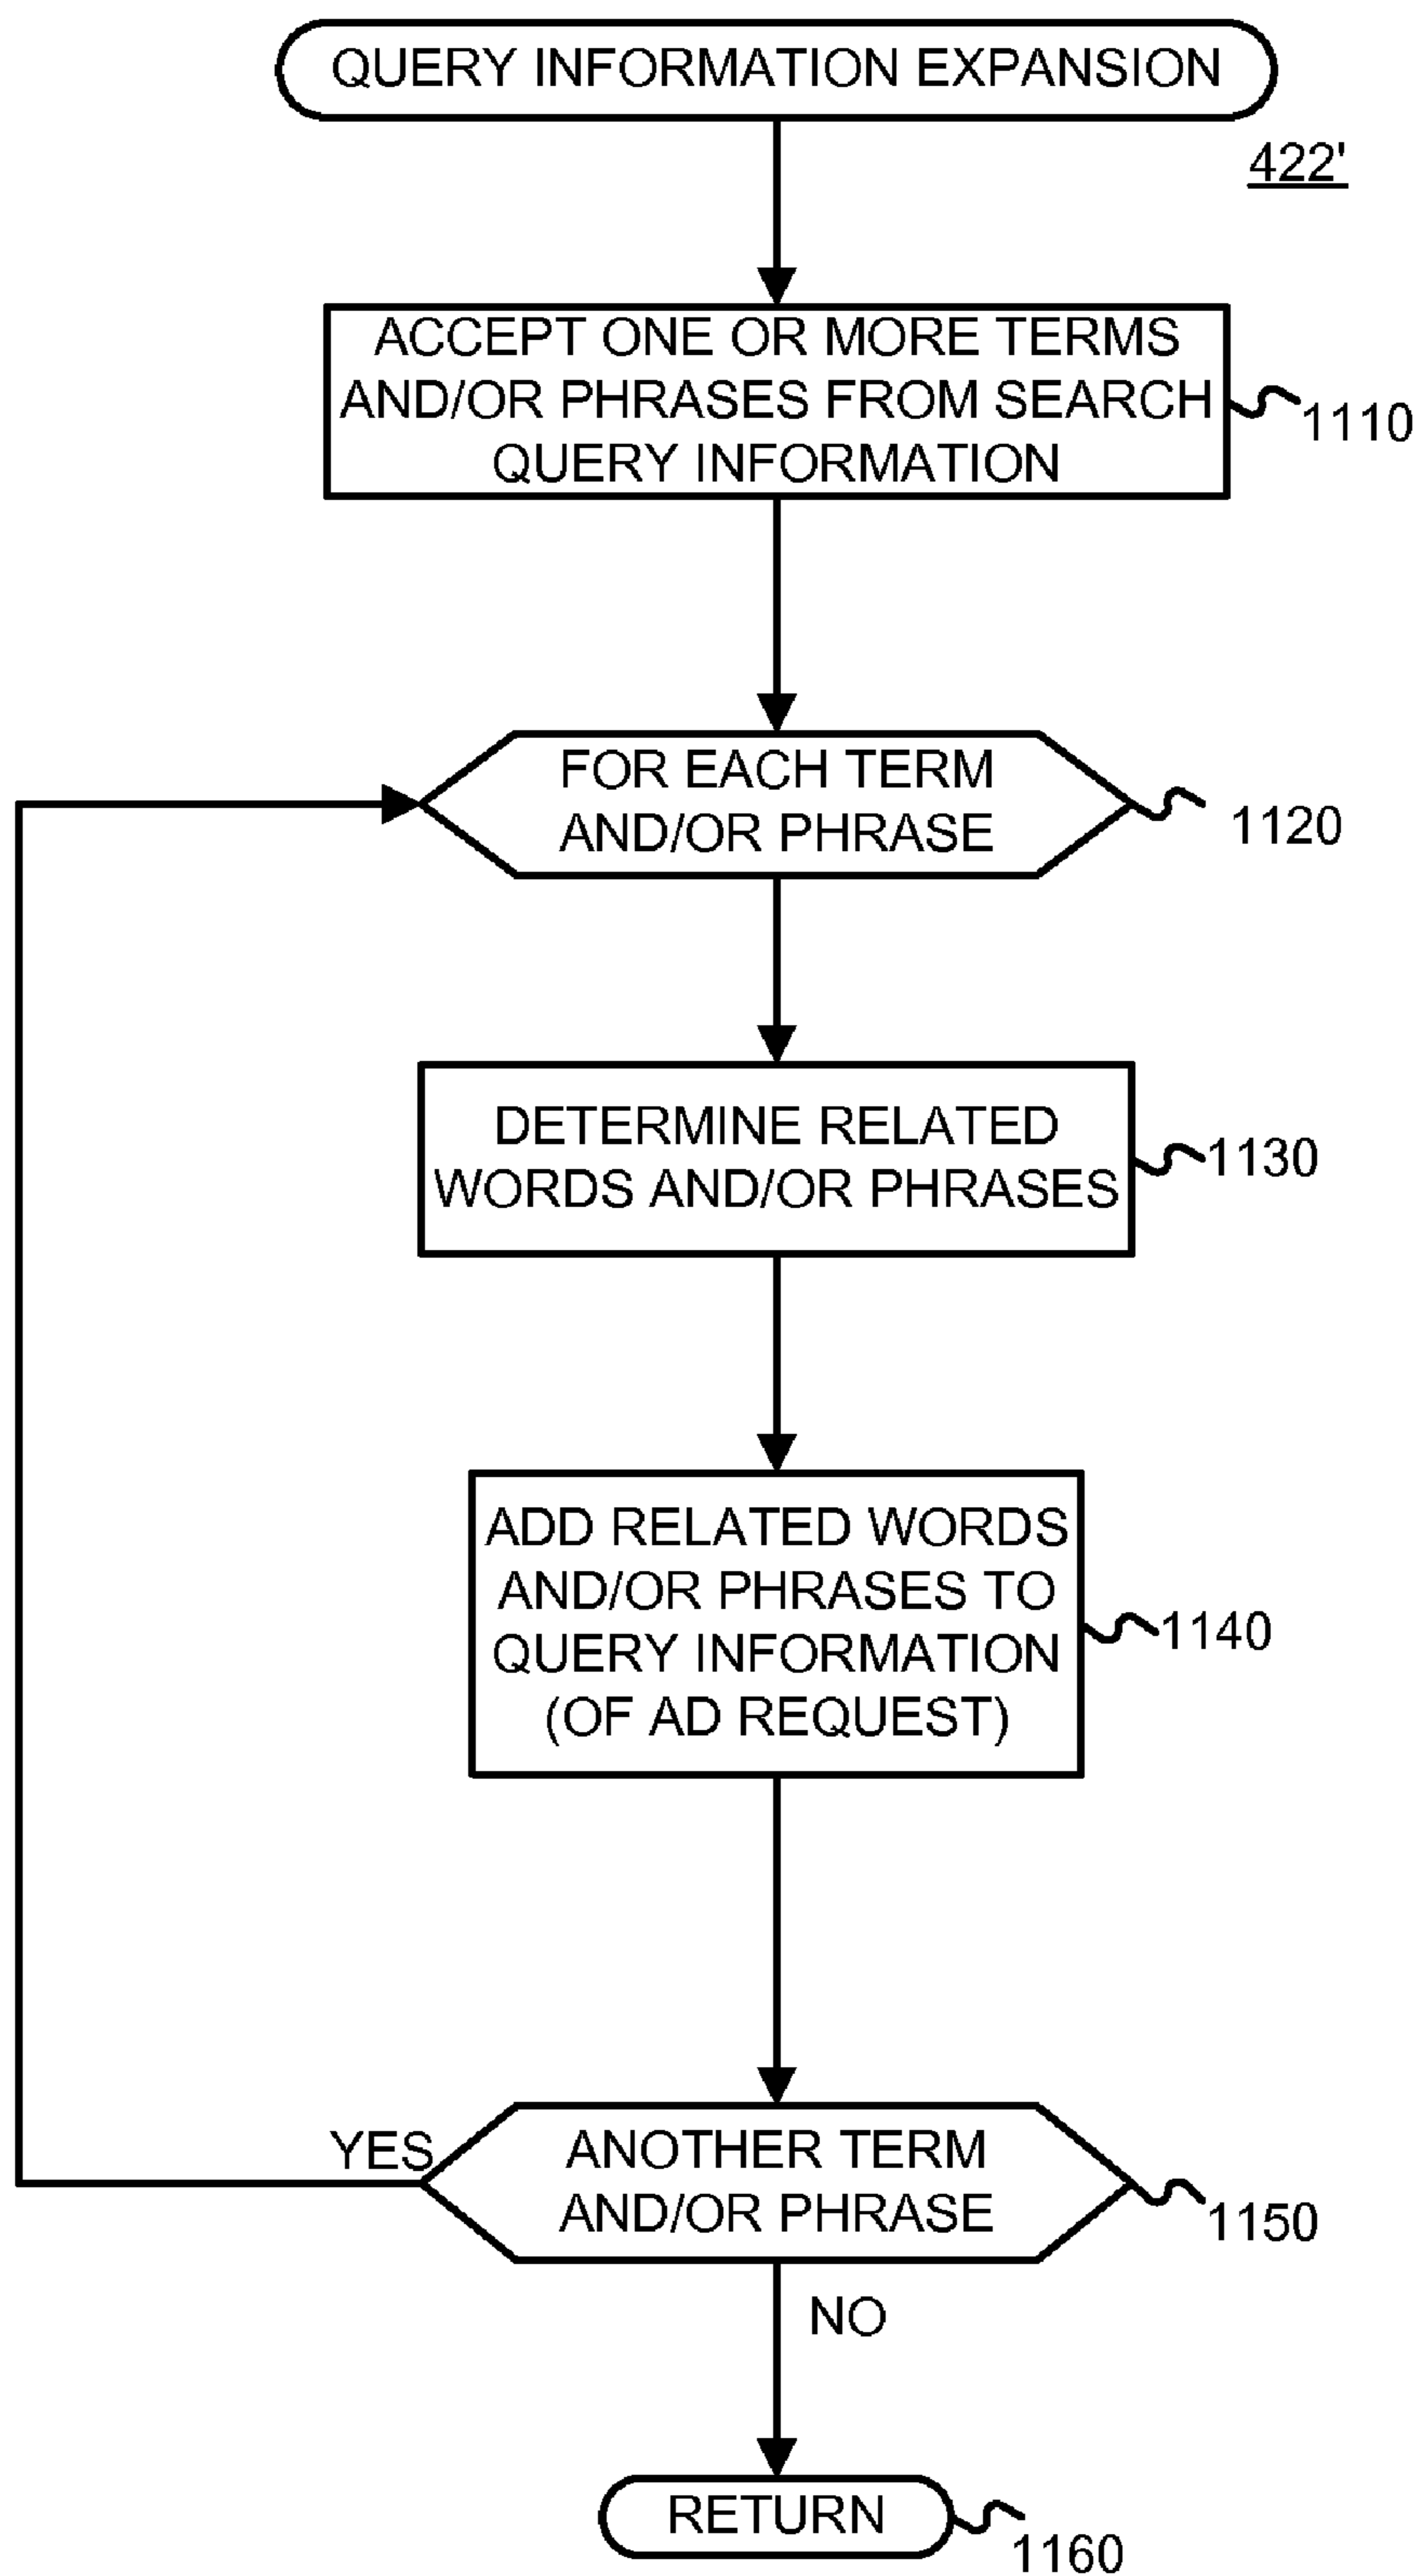 QUERY INFORMATION EXPANSION
422'
ACCEPT ONE OR MORE TERMS
AND/OR PHRASES FROM SEARCH
QUERY INFORMATION
1110
FOR EACH TERM
AND/OR PHRASE
1120
DETERMINE RELATED
WORDS AND/OR PHRASES
1130
ADD RELATED WORDS
AND/OR PHRASES TO
QUERY INFORMATION
(OF AD REQUEST)
1140
YES
ANOTHER TERM
AND/OR PHRASE
1150
NO
RETURN
1160